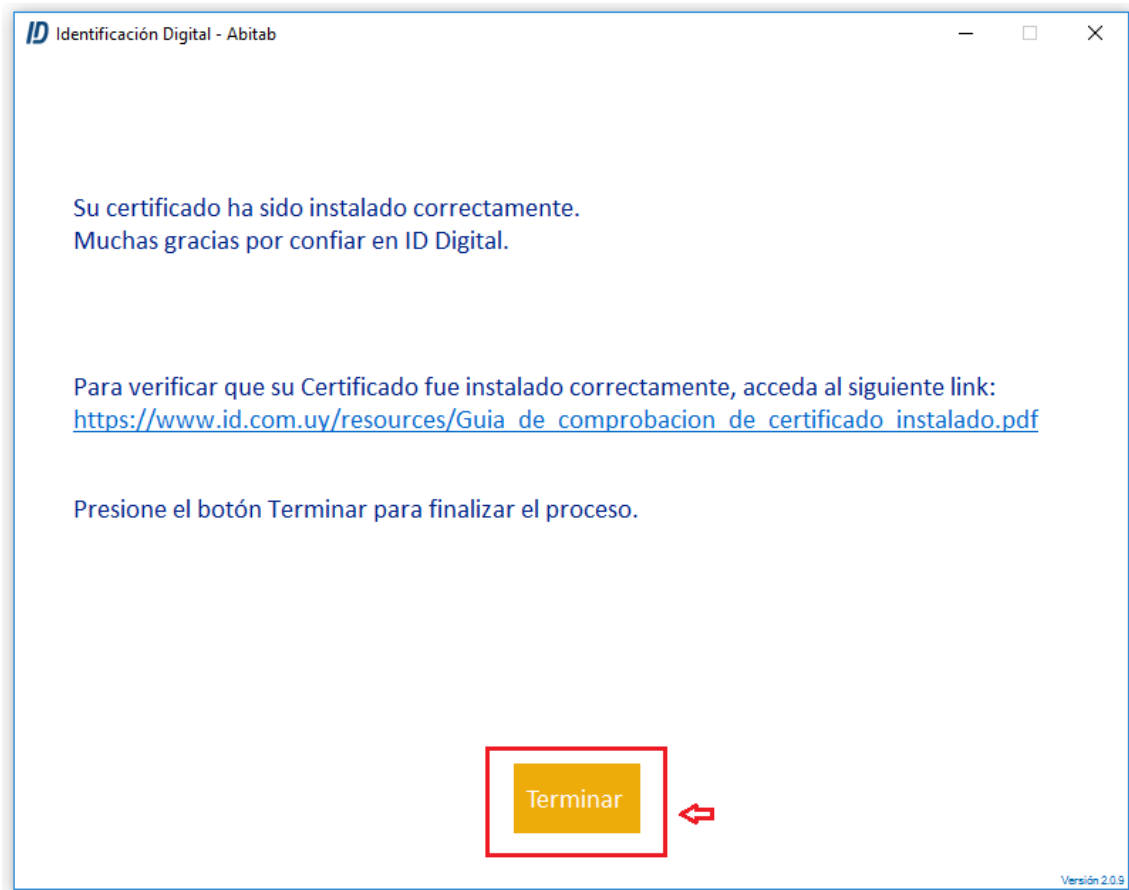 ID Identificación Digital - Abitab
Su certificado ha sido instalado correctamente.
Muchas gracias por confiar en ID Digital.
Para verificar que su Certificado fue instalado correctamente, acceda al siguiente link:
https://www.id.com.uy/resources/Guia_de_comprobacion_de_certificado_instalado.pdf
Presione el botón Terminar para finalizar el proceso.
Terminar
Versión 2.0.9